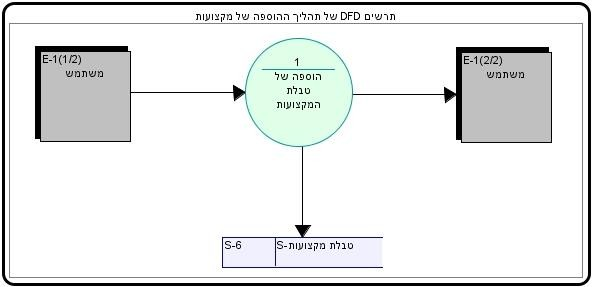 תרשים DFD של תהליך ההוספה של מקצועות
E-1(1/2)
משתמש
1
הוספה של
טבלת
המקצועות
E-1(2/2)
משתמש
S-6
טבלת מקצועות-S